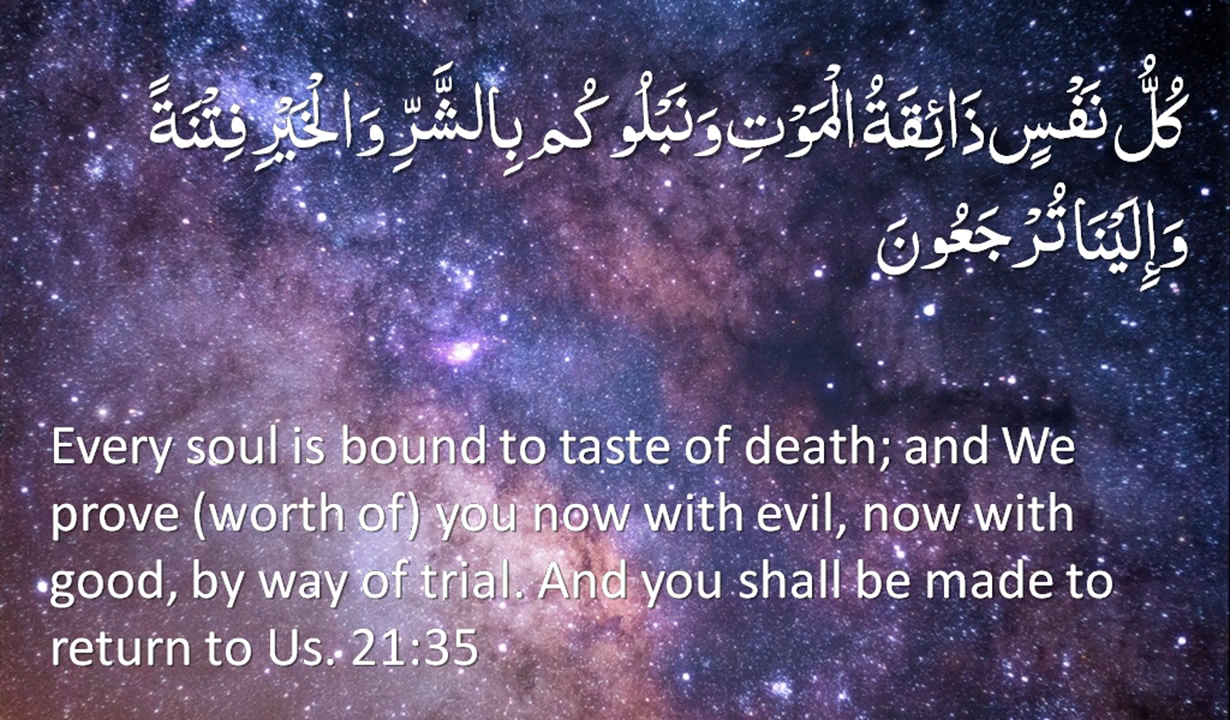 كُلُّ نَفْسٍ ذَائِقَةُ الْمَوْتِ وَنَبْلُو كُم بِالشَّرِّ وَالْخَيْرِ فِتْنَةً
وَإِلَيْنَا تُرْجَعُونَ
Every soul is bound to taste of death; and We
prove (worth of) you now with evil, now with
good, by way of trial. And you shall be made to
return to Us. 21:35